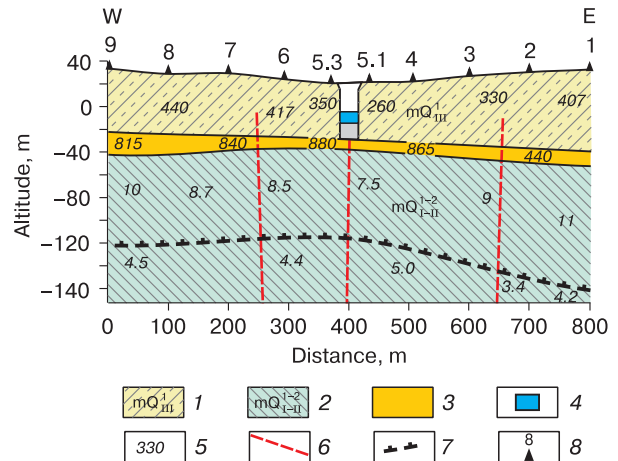 W E
9 8 7 6 5.3 5.1 4 3 2 1
40
0
−40
−80
−120
−140
Altitude, m
440 417 350 260 mQ¹III 330 407
815 840 880 865 440
10 8.7 8.5 7.5 mQ¹⁻²I-II 9 11
4.5 4.4 5.0 3.4 4.2
0 100 200 300 400 500 600 700 800
Distance, m
mQ¹III 1 mQ¹⁻²I-II 2 3 4
330 5 6 7 8 8